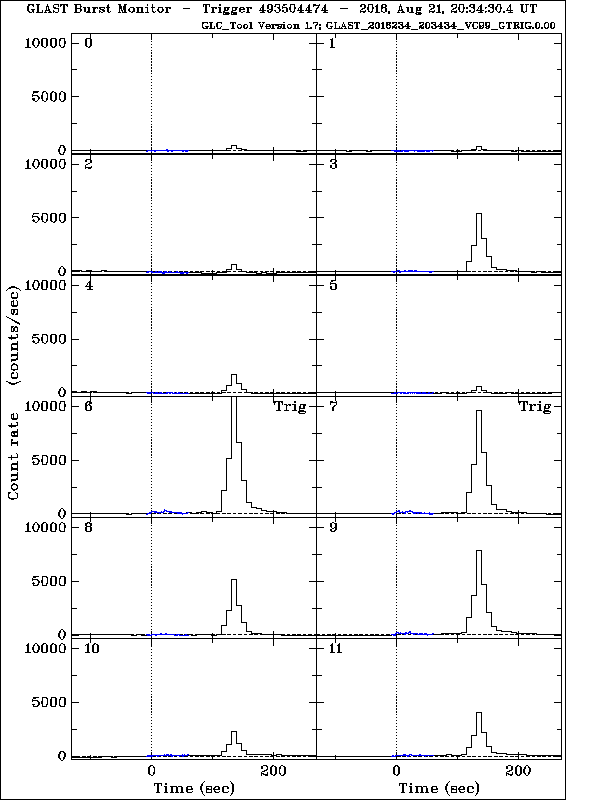 GLAST Burst Monitor – Trigger 493504474 – 2016, Aug 21, 20:34:30.4 UT
GLC_Tool Version 1.7; GLAST_2016234_203434_VC09_GTRIG.0.00
10000 0 1
5000
0
10000 2 3
5000
0
10000 4 5
5000
0
10000 6 Trig 7 Trig
5000
0
10000 8 9
5000
0
10000 10 11
5000
0
0 200 0 200
Time (sec) Time (sec)
Count rate (counts/sec)